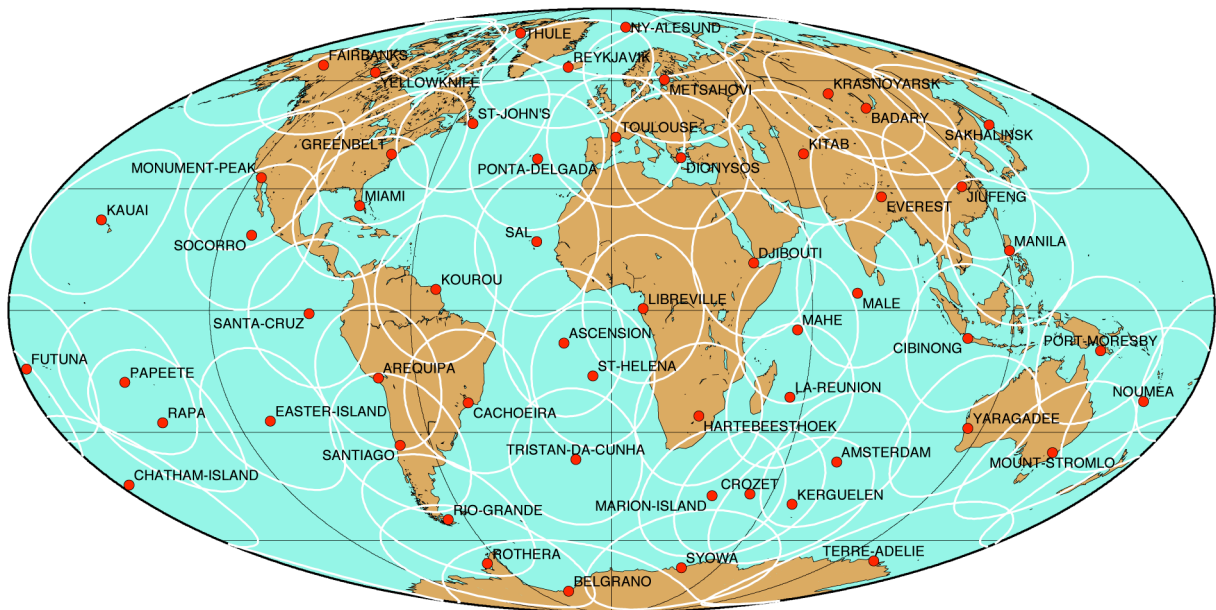 THULE
NY-ALESUND
FAIRBANKS
REYKJAVIK
YELLOWKNIFE
METSAHOVI
KRASNOYARSK
ST-JOHN'S
BADARY
TOULOUSE
SAKHALINSK
GREENBELT
KITAB
MONUMENT-PEAK
PONTA-DELGADA
DIONYSOS
MIAMI
EVEREST
JIUFENG
KAUAI
SOCORRO
SAL
MANILA
DJIBOUTI
KOUROU
LIBREVILLE
MALE
SANTA-CRUZ
ASCENSION
MAHE
CIBINONG
PORT-MORESBY
FUTUNA
PAPEETE
AREQUIPA
ST-HELENA
LA-REUNION
NOUMEA
RAPA
EASTER-ISLAND
CACHOEIRA
HARTEBEESTHOEK
YARAGADEE
SANTIAGO
TRISTAN-DA-CUNHA
AMSTERDAM
MOUNT-STROMLO
CHATHAM-ISLAND
CROZET
MARION-ISLAND
KERGUELEN
RIO-GRANDE
ROTHERA
SYOWA
TERRE-ADELIE
BELGRANO